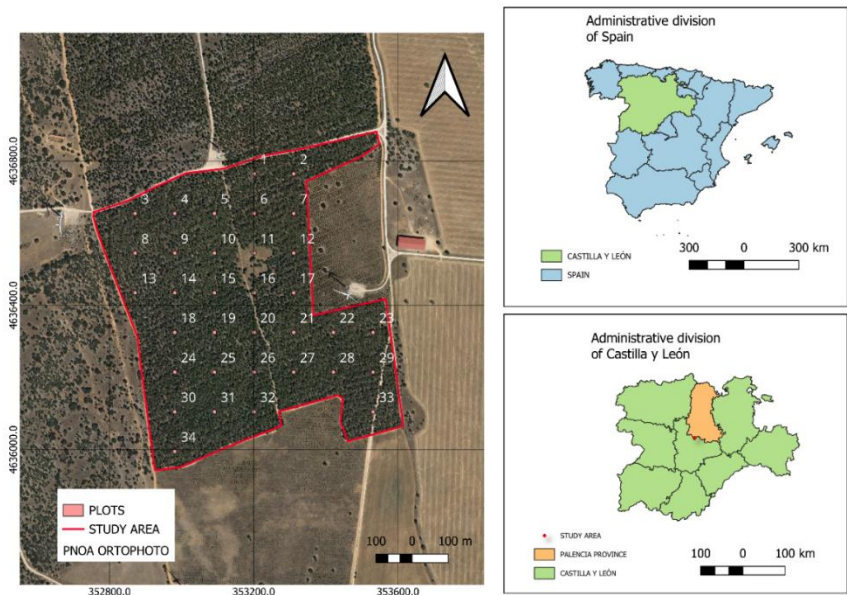 4636800.0
4636400.0
4636000.0
352800.0
353200.0
353600.0
1 2
3 4 5 6 7
8 9 10 11 12
13 14 15 16 17
18 19 20 21 22 23
24 25 26 27 28 29
30 31 32 33
34
PLOTS
STUDY AREA
PNOA ORTOPHOTO
100 0 100 m
Administrative division
of Spain
CASTILLA Y LEÓN
SPAIN
300 0 300 km
Administrative division
of Castilla y León
STUDY AREA
PALENCIA PROVINCE
CASTILLA Y LEÓN
100 0 100 km